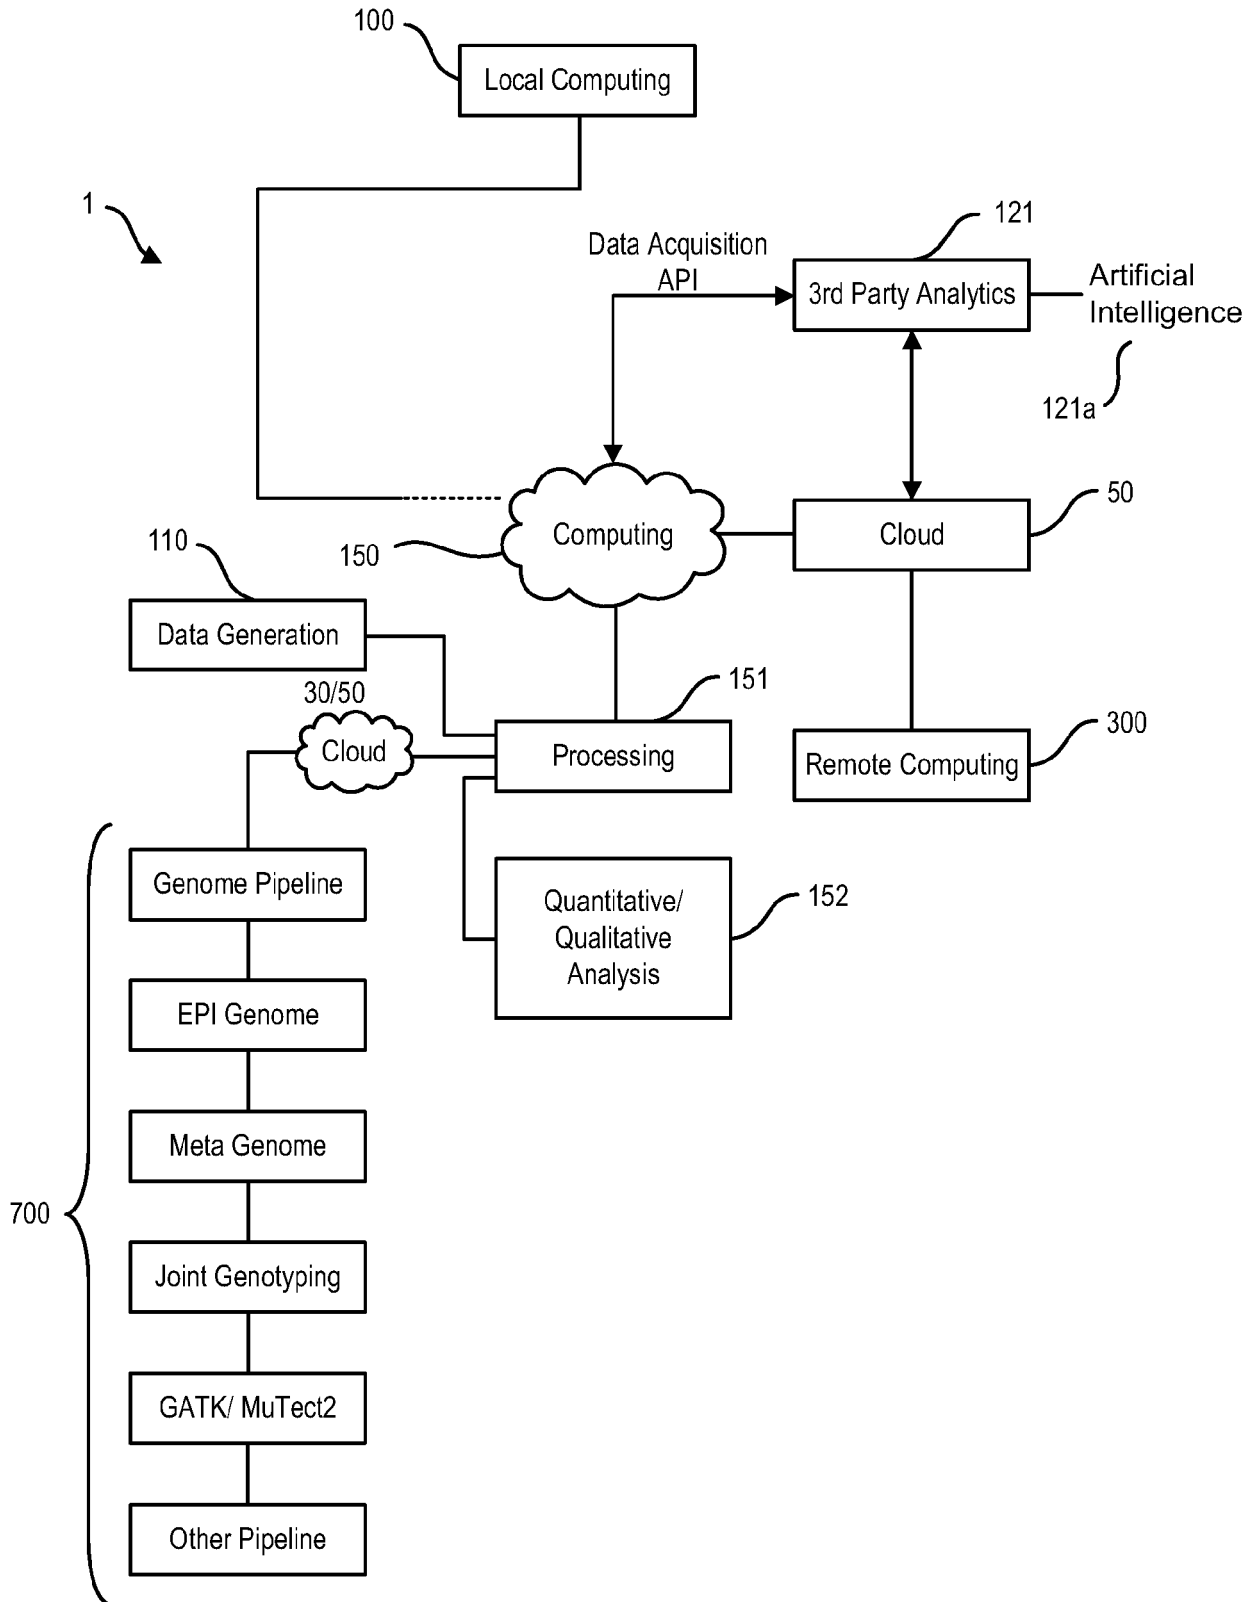 100
Local Computing
1
121
Data Acquisition
API
3rd Party Analytics
Artificial
Intelligence
121a
50
Computing
Cloud
150
110
Data Generation
151
30/50
Cloud
Processing
300
Remote Computing
Genome Pipeline
Quantitative/
Qualitative
Analysis
152
EPI Genome
Meta Genome
700
Joint Genotyping
GATK/ MuTect2
Other Pipeline